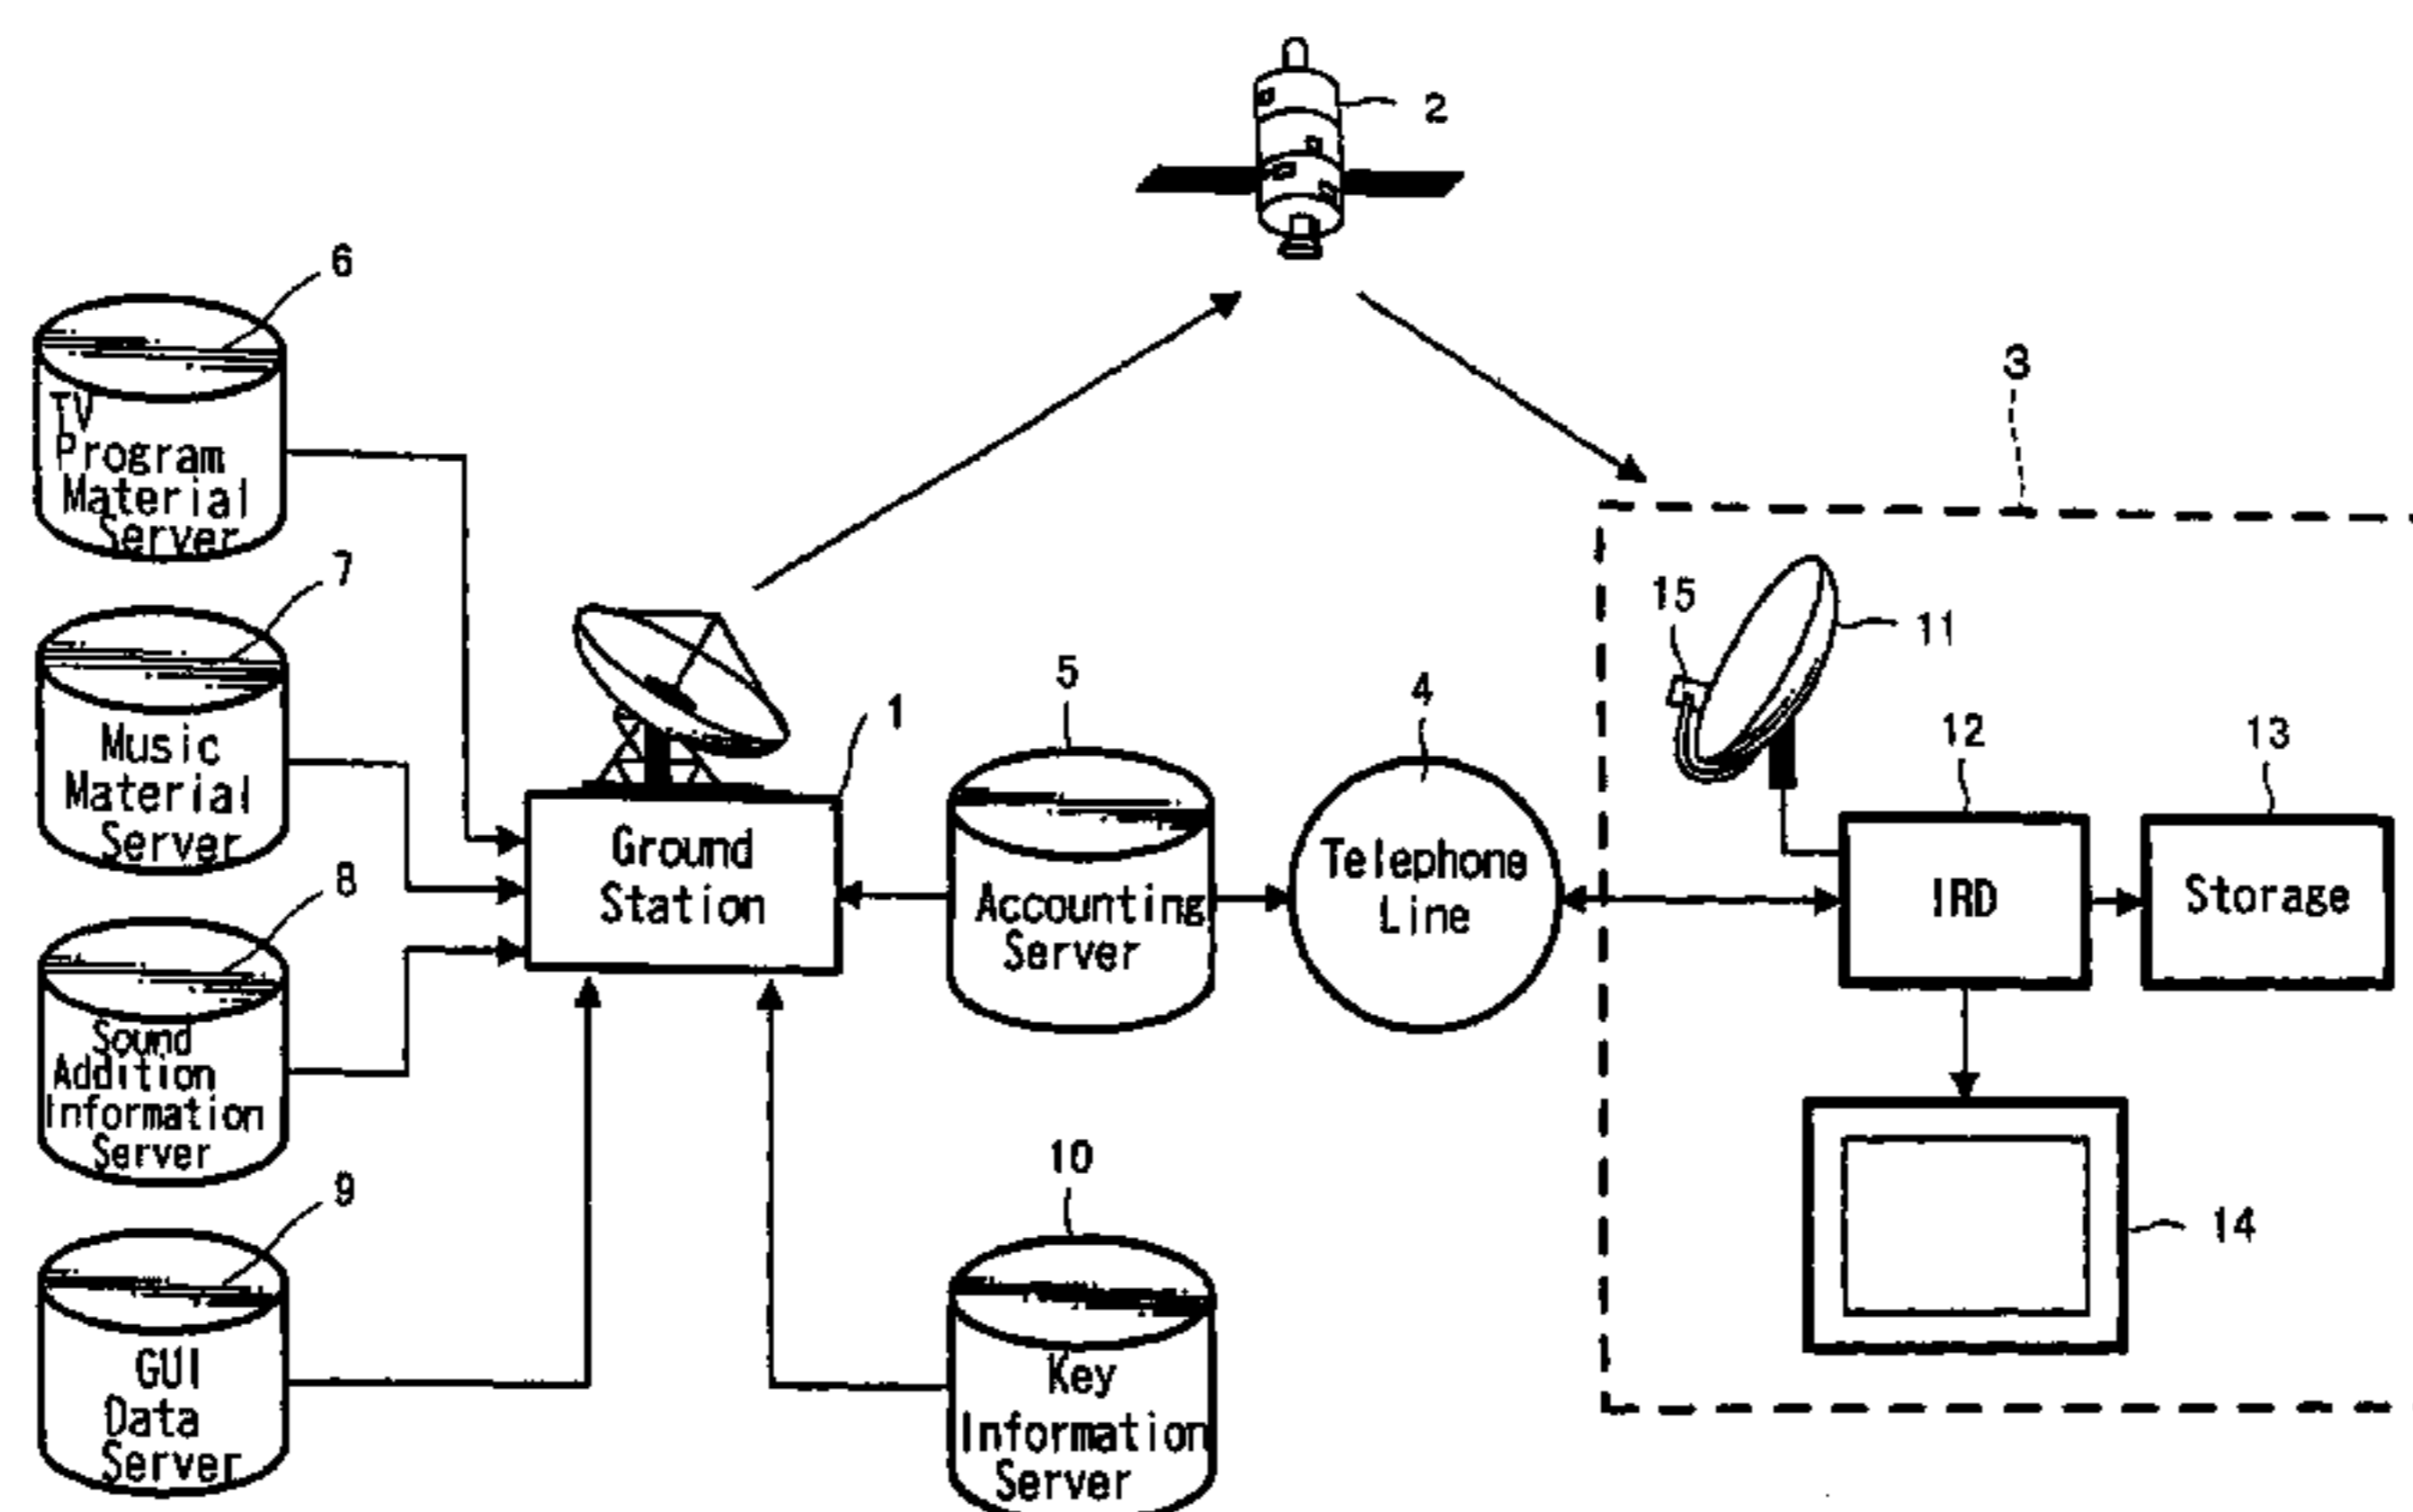 2
6
TV
Program
Material
Server
3
7
Music
Material
Server
15
11
1
5
4
12
13
Ground
Station
Accounting
Server
Telephone
Line
IRD
Storage
8
Sound
Addition
Information
Server
9
GUI
Data
Server
10
Key
Information
Server
14